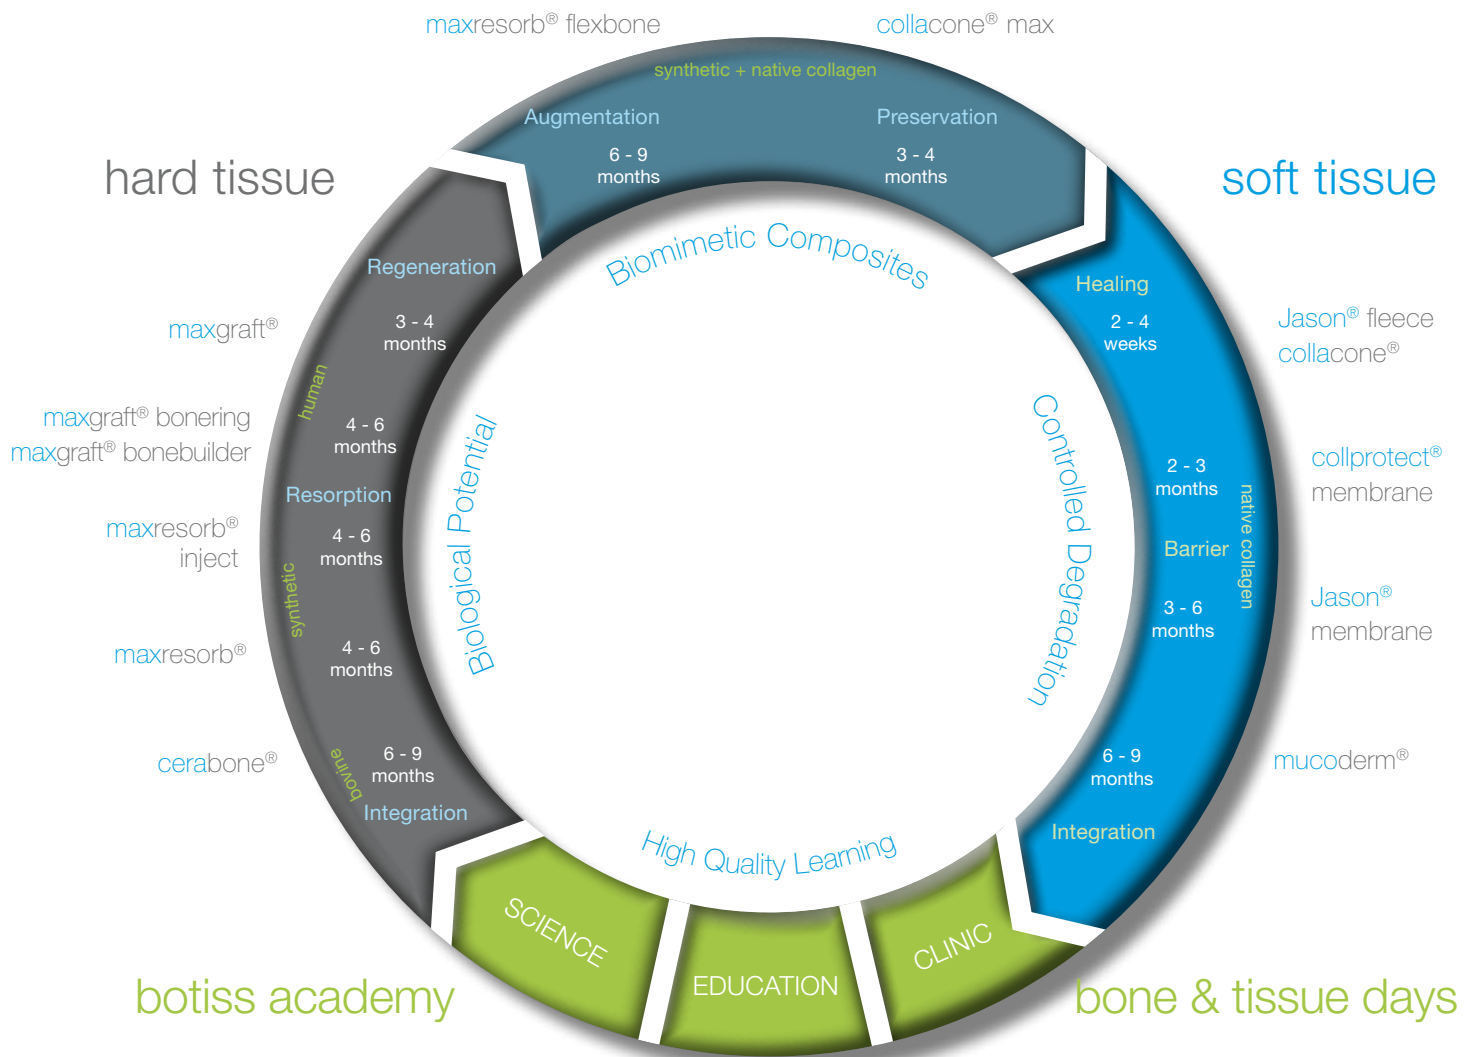 maxresorb® flexbone
collacone® max
synthetic + native collagen
Augmentation
6 - 9
months
Preservation
3 - 4
months
hard tissue
soft tissue
Biomimetic Composites
Regeneration
3 - 4
months
maxgraft®
human
maxgraft® bonering
maxgraft® bonebuilder
4 - 6
months
Resorption
maxresorb®
inject
4 - 6
months
synthetic
maxresorb®
4 - 6
months
cerabone®
bovine
6 - 9
months
Integration
Biological Potential
Controlled Degradation
Healing
2 - 4
weeks
Jason® fleece
collacone®
2 - 3
months
collprotect®
membrane
native collagen
Barrier
3 - 6
months
Jason®
membrane
6 - 9
months
mucoderm®
Integration
High Quality Learning
SCIENCE
EDUCATION
CLINIC
botiss academy
bone & tissue days